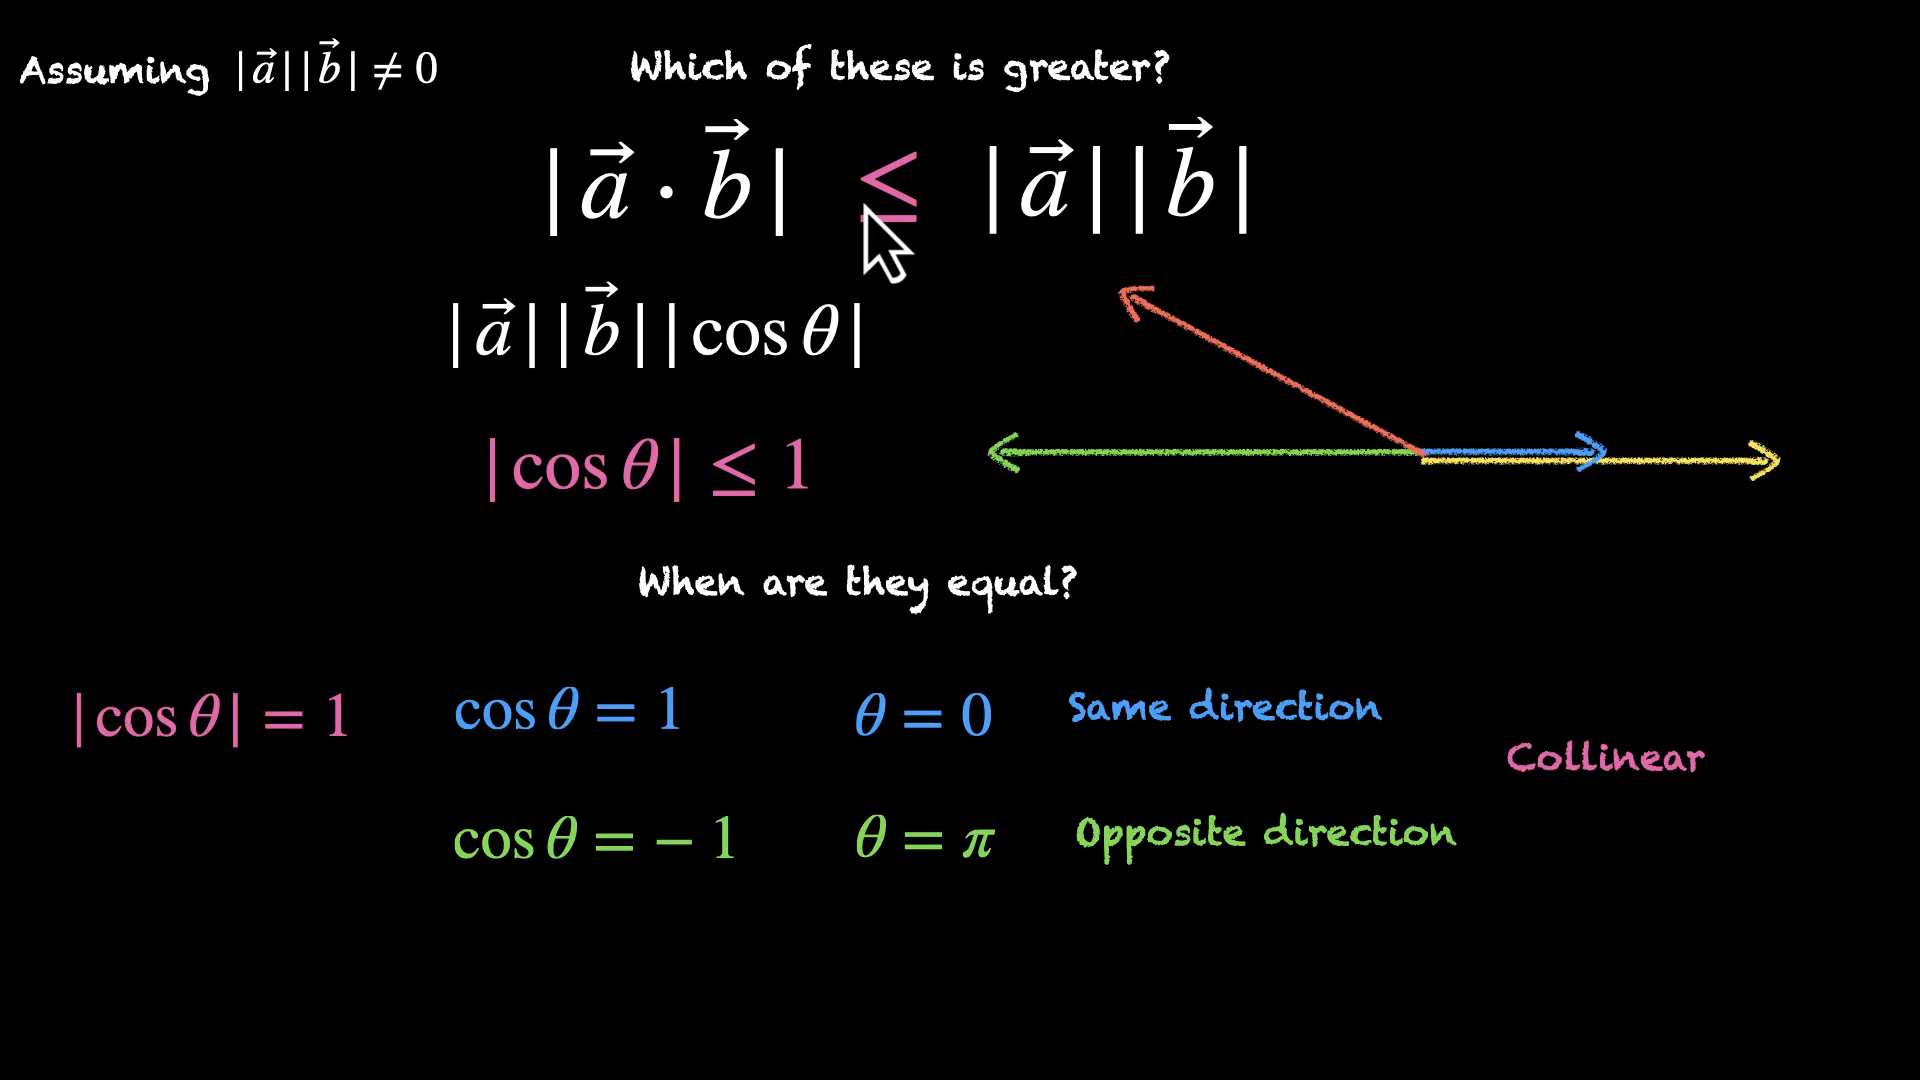 Assuming |a⃗||b⃗| ≠ 0
Which of these is greater?
|a⃗ · b⃗| ≤ |a⃗||b⃗|
|a⃗||b⃗||cos θ|
|cos θ| ≤ 1
When are they equal?
|cos θ| = 1
cos θ = 1
θ = 0
Same direction
Collinear
cos θ = − 1
θ = π
Opposite direction